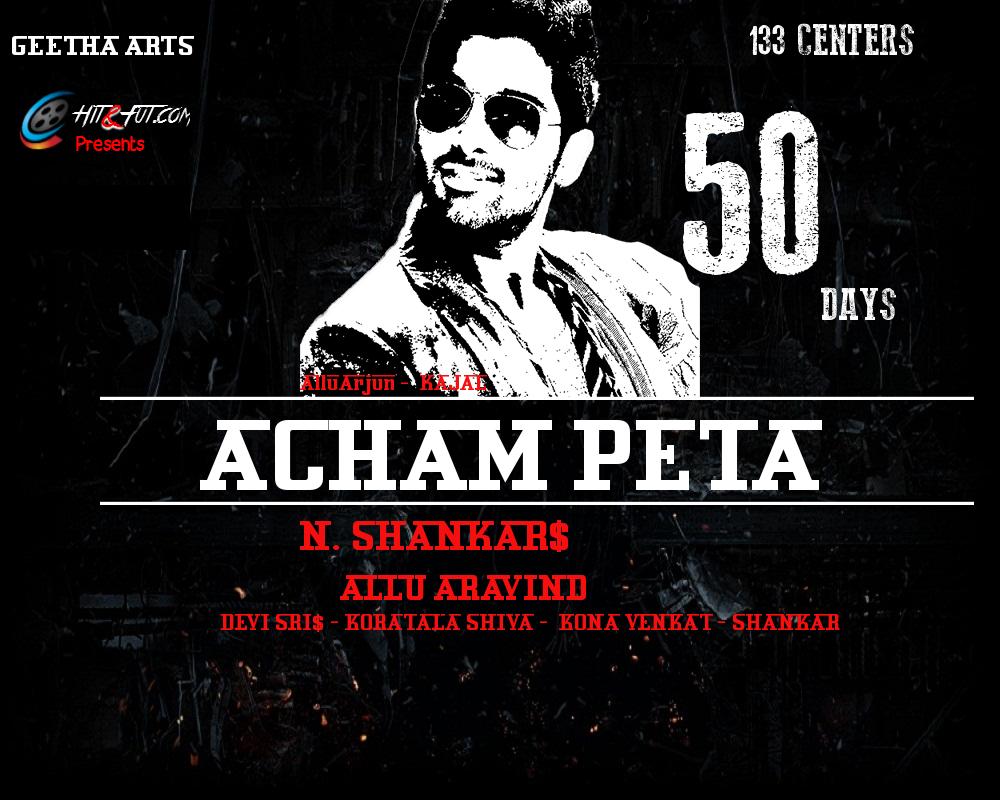 GEETHA ARTS
133 CENTERS
HIT&FUT.COM
Presents
50
DAYS
AlluArjun - KAJAL
ACHAM PETA
N. SHANKAR$
ALLU ARAVIND
DEVI SRI$ - KORATALA SHIVA - KONA VENKAT - SHANKAR